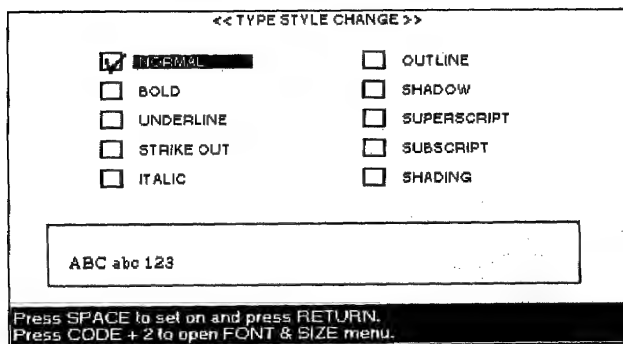 << TYPE STYLE CHANGE >>
NORMAL
BOLD
UNDERLINE
STRIKE OUT
ITALIC
OUTLINE
SHADOW
SUPERSCRIPT
SUBSCRIPT
SHADING
ABC abc 123
Press SPACE to set on and press RETURN.
Press CODE + 2 to open FONT & SIZE menu.